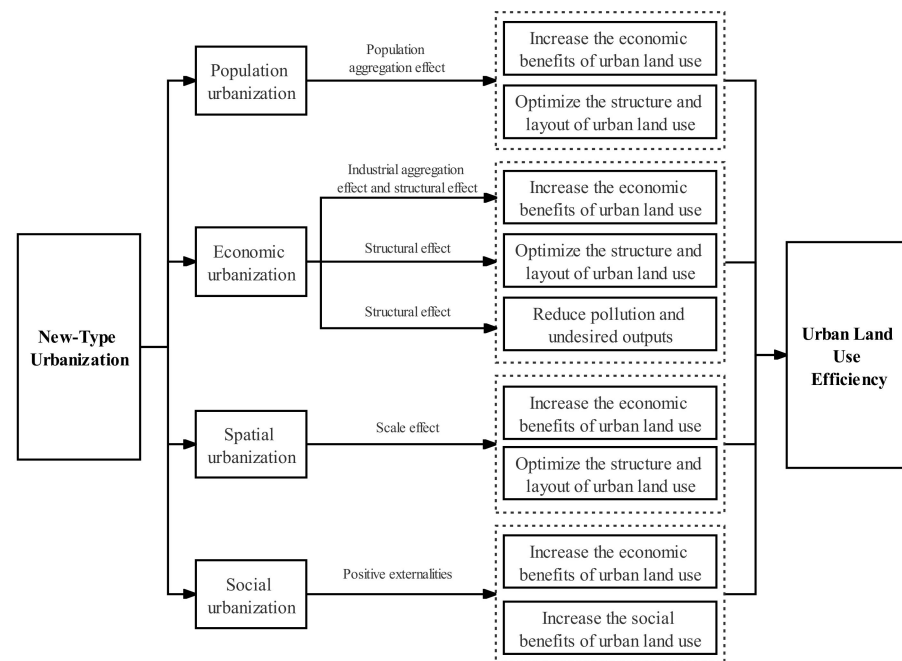 New-Type
Urbanization
Population
urbanization
Population
aggregation effect
Increase the economic
benefits of urban land use
Optimize the structure and
layout of urban land use
Economic
urbanization
Industrial aggregation
effect and structural effect
Increase the economic
benefits of urban land use
Structural effect
Optimize the structure and
layout of urban land use
Structural effect
Reduce pollution and
undesired outputs
Spatial
urbanization
Scale effect
Increase the economic
benefits of urban land use
Optimize the structure and
layout of urban land use
Social
urbanization
Positive externalities
Increase the economic
benefits of urban land use
Increase the social
benefits of urban land use
Urban Land
Use
Efficiency